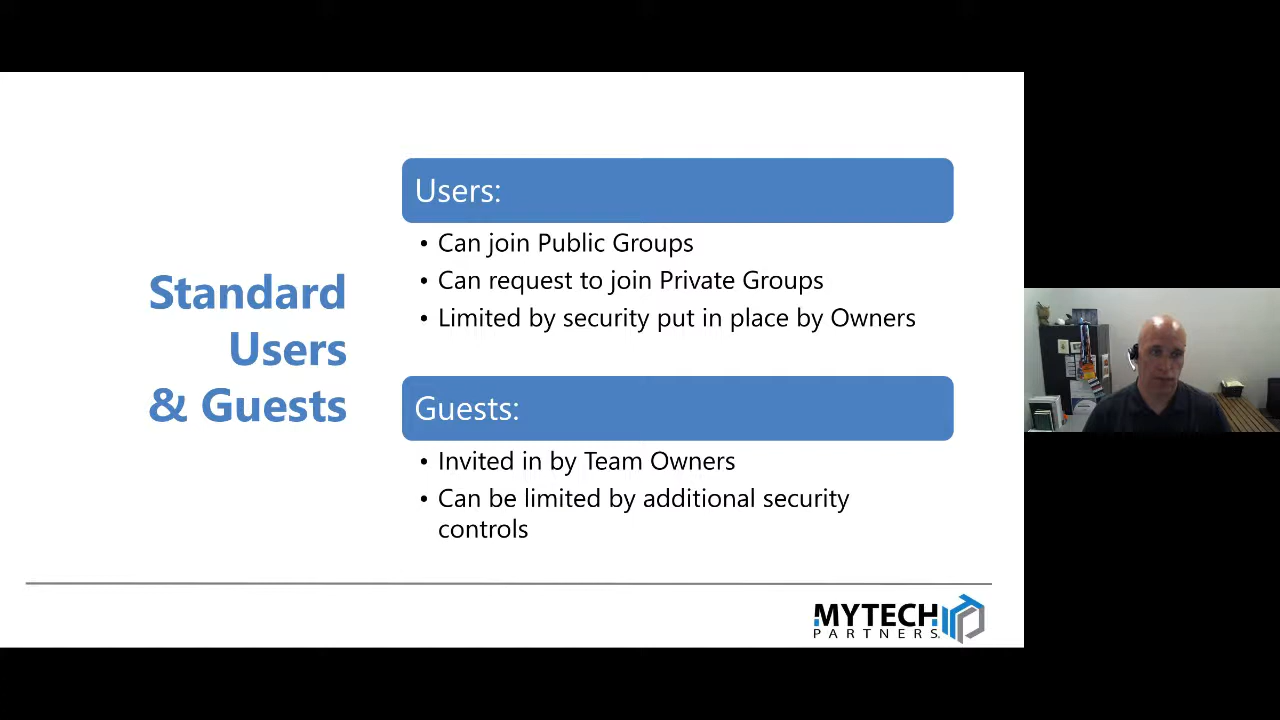 Standard
Users
& Guests
Users:
• Can join Public Groups
• Can request to join Private Groups
• Limited by security put in place by Owners
Guests:
• Invited in by Team Owners
• Can be limited by additional security
controls
MYTECH
PARTNERS